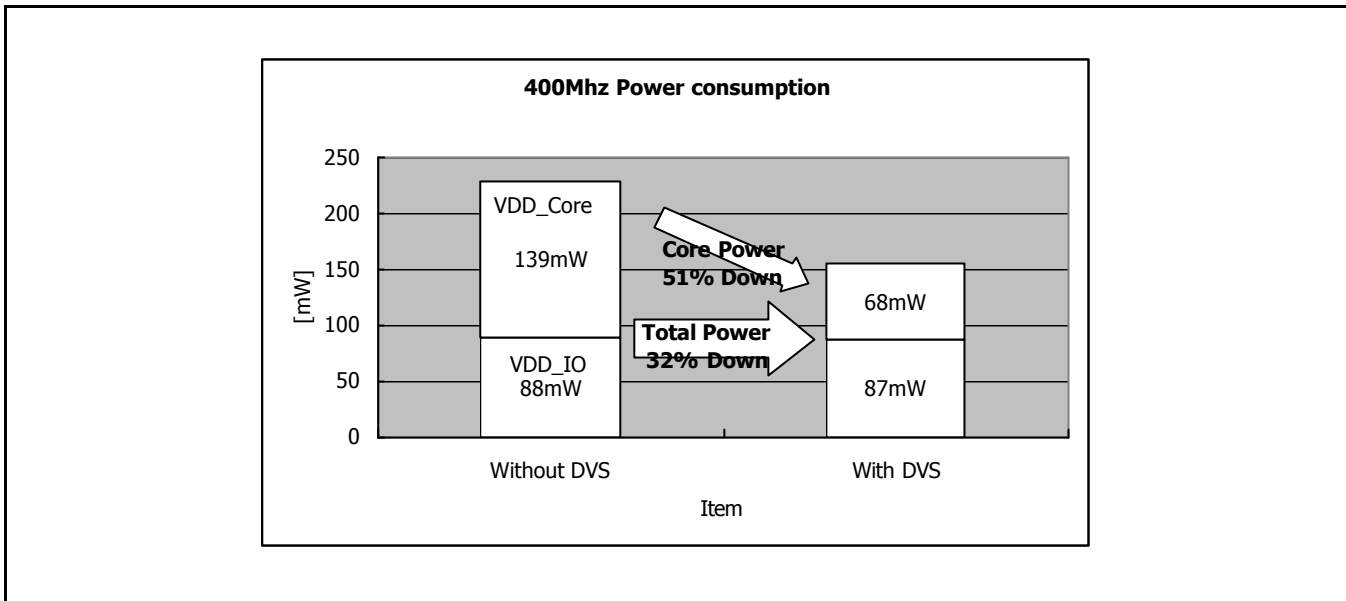 400Mhz Power consumption
250
200
150
100
50
0
[mW]
VDD_Core
139mW
VDD_IO
88mW
Core Power
51% Down
Total Power
32% Down
68mW
87mW
Without DVS
With DVS
Item